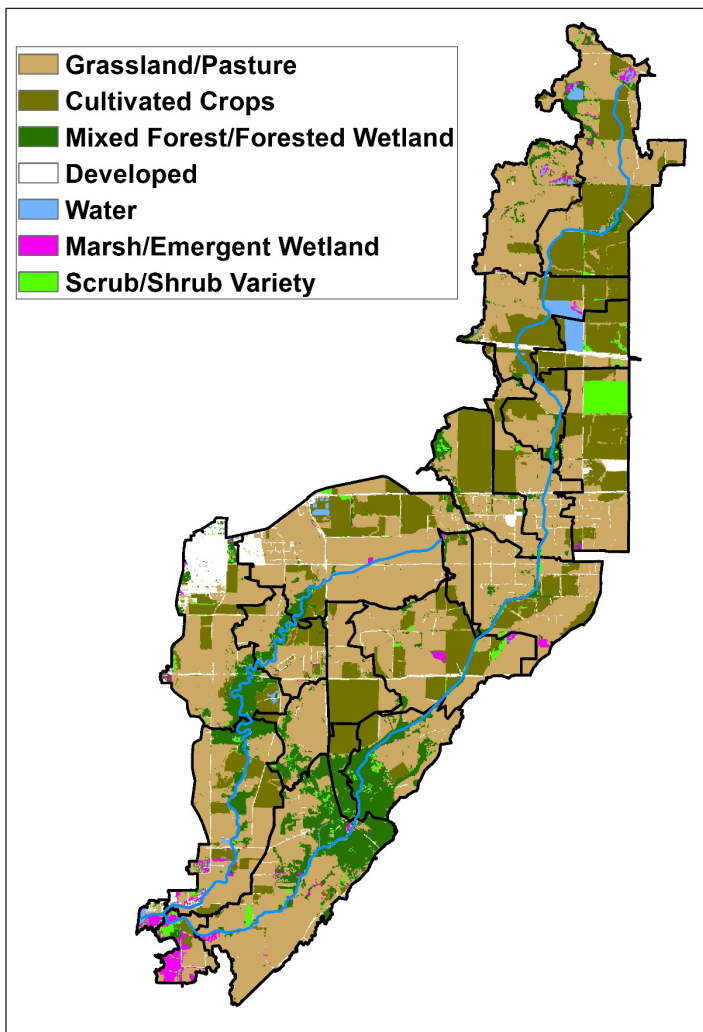 Grassland/Pasture
Cultivated Crops
Mixed Forest/Forested Wetland
Developed
Water
Marsh/Emergent Wetland
Scrub/Shrub Variety